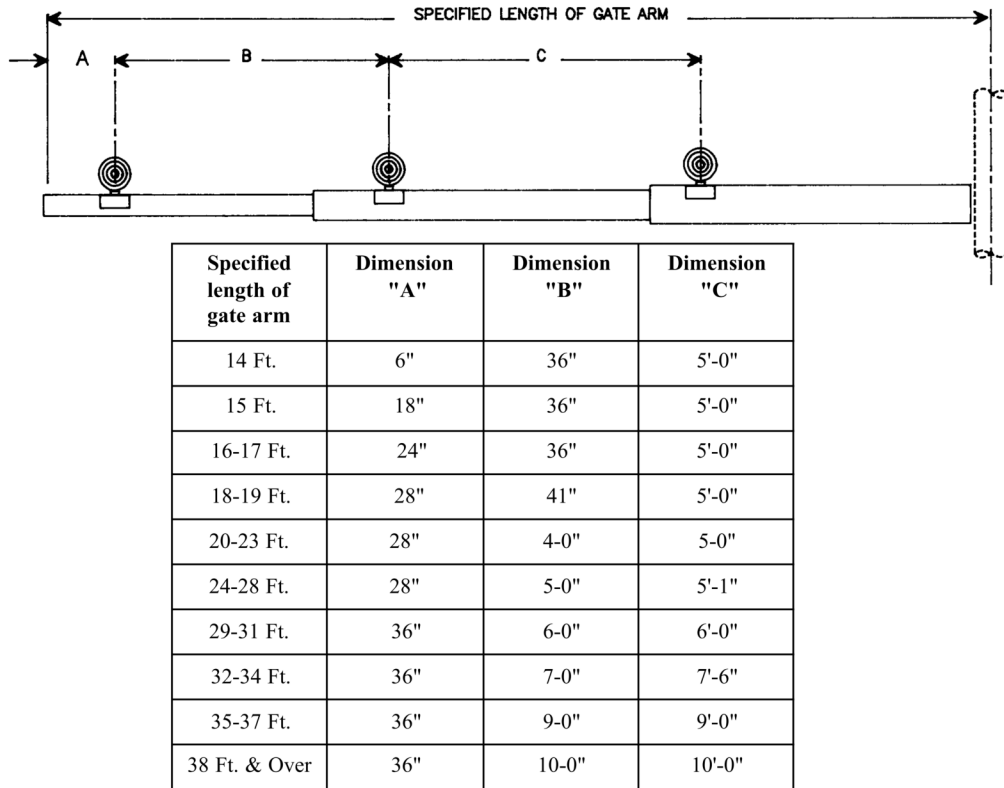 SPECIFIED LENGTH OF GATE ARM
A B C
Specified length of gate arm Dimension "A" Dimension "B" Dimension "C"
14 Ft. 6" 36" 5'-0"
15 Ft. 18" 36" 5'-0"
16-17 Ft. 24" 36" 5'-0"
18-19 Ft. 28" 41" 5'-0"
20-23 Ft. 28" 4-0" 5-0"
24-28 Ft. 28" 5-0" 5'-1"
29-31 Ft. 36" 6-0" 6'-0"
32-34 Ft. 36" 7-0" 7'-6"
35-37 Ft. 36" 9-0" 9'-0"
38 Ft. & Over 36" 10-0" 10'-0"